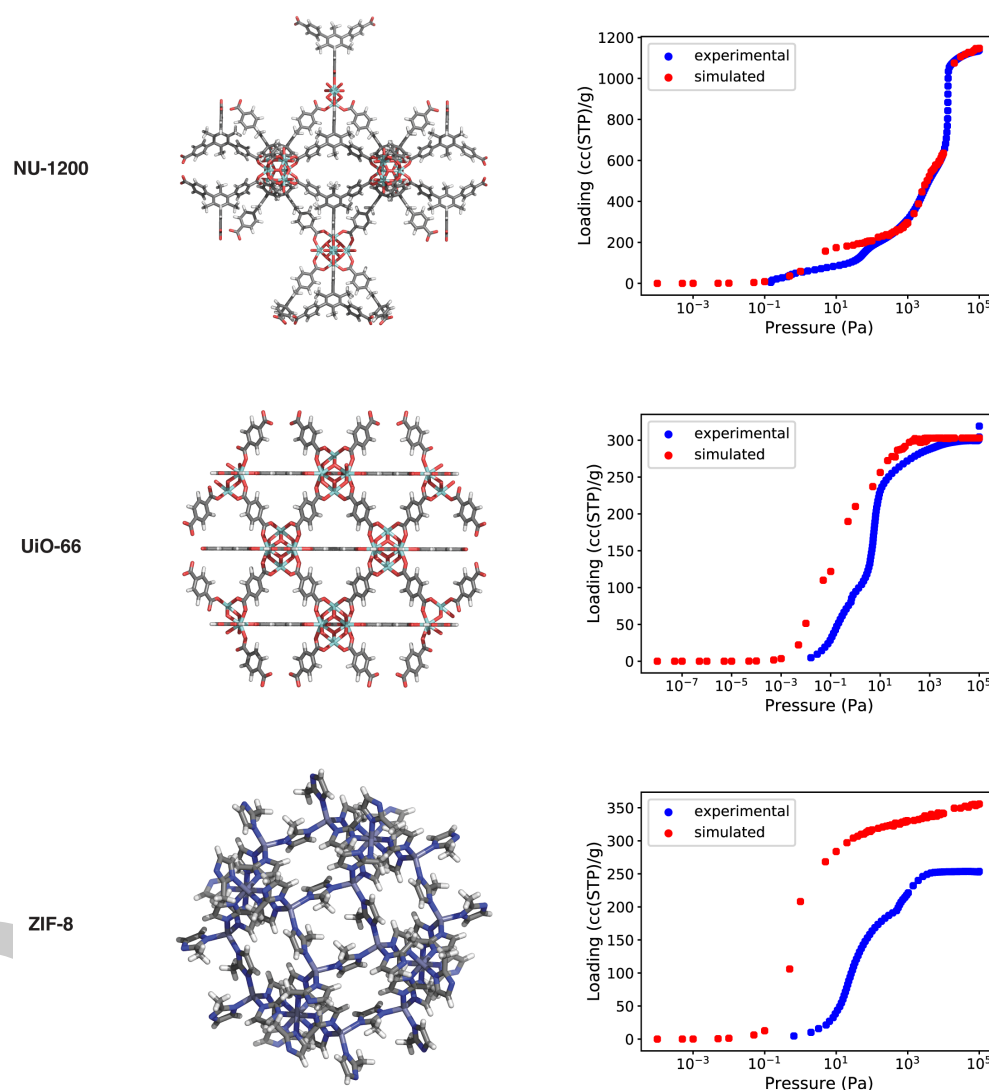 NU-1200
1200
1000
800
600
400
200
0
Loading (cc(STP)/g)
experimental
simulated
10⁻³ 10⁻¹ 10¹ 10³ 10⁵
Pressure (Pa)
UiO-66
300
250
200
150
100
50
0
Loading (cc(STP)/g)
experimental
simulated
10⁻⁷ 10⁻⁵ 10⁻³ 10⁻¹ 10¹ 10³ 10⁵
Pressure (Pa)
ZIF-8
350
300
250
200
150
100
50
0
Loading (cc(STP)/g)
experimental
simulated
10⁻³ 10⁻¹ 10¹ 10³ 10⁵
Pressure (Pa)